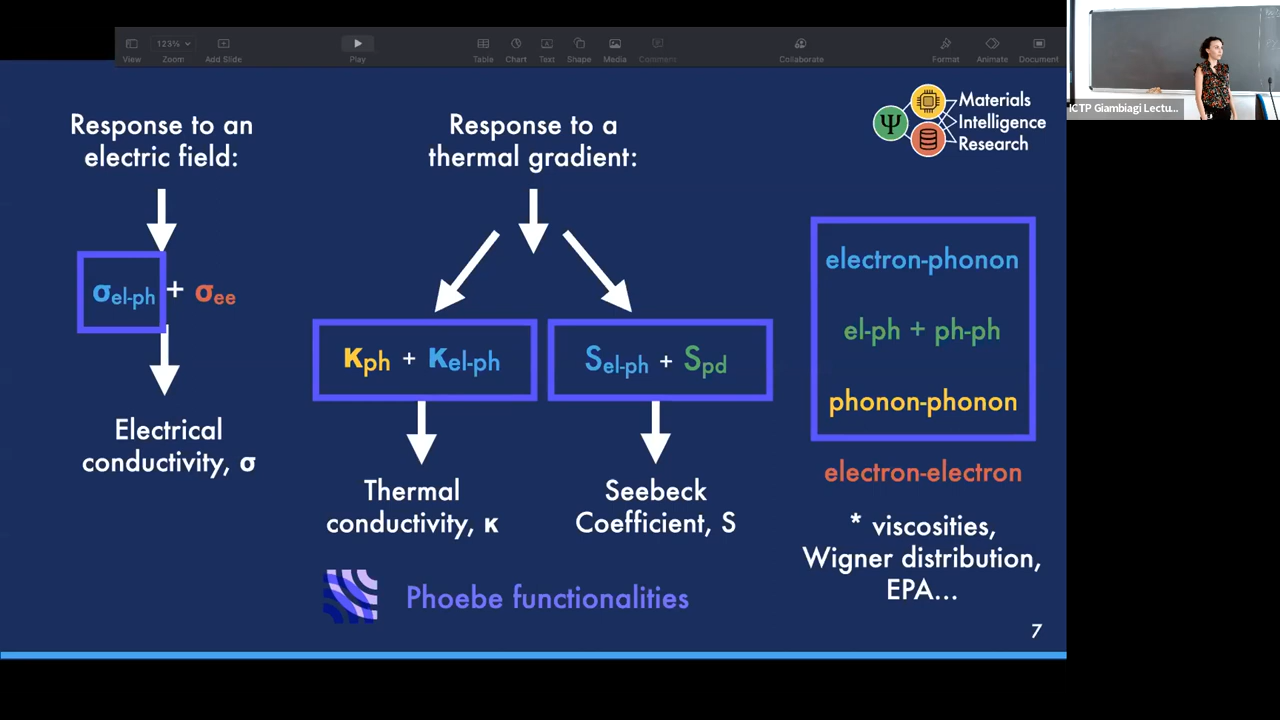 View
123%
Zoom
Add Slide
Play
Table
Chart
Text
Shape
Media
Comment
Collaborate
Format
Animate
Document
ICTP Giambiagi Lectu...
Response to an
electric field:
σel-ph + σee
Electrical
conductivity, σ
Response to a
thermal gradient:
κph + κel-ph
Sel-ph + Spd
Thermal
conductivity, κ
Seebeck
Coefficient, S
Phoebe functionalities
Ψ
Materials
Intelligence
Research
electron-phonon
el-ph + ph-ph
phonon-phonon
electron-electron
* viscosities,
Wigner distribution,
EPA...
7